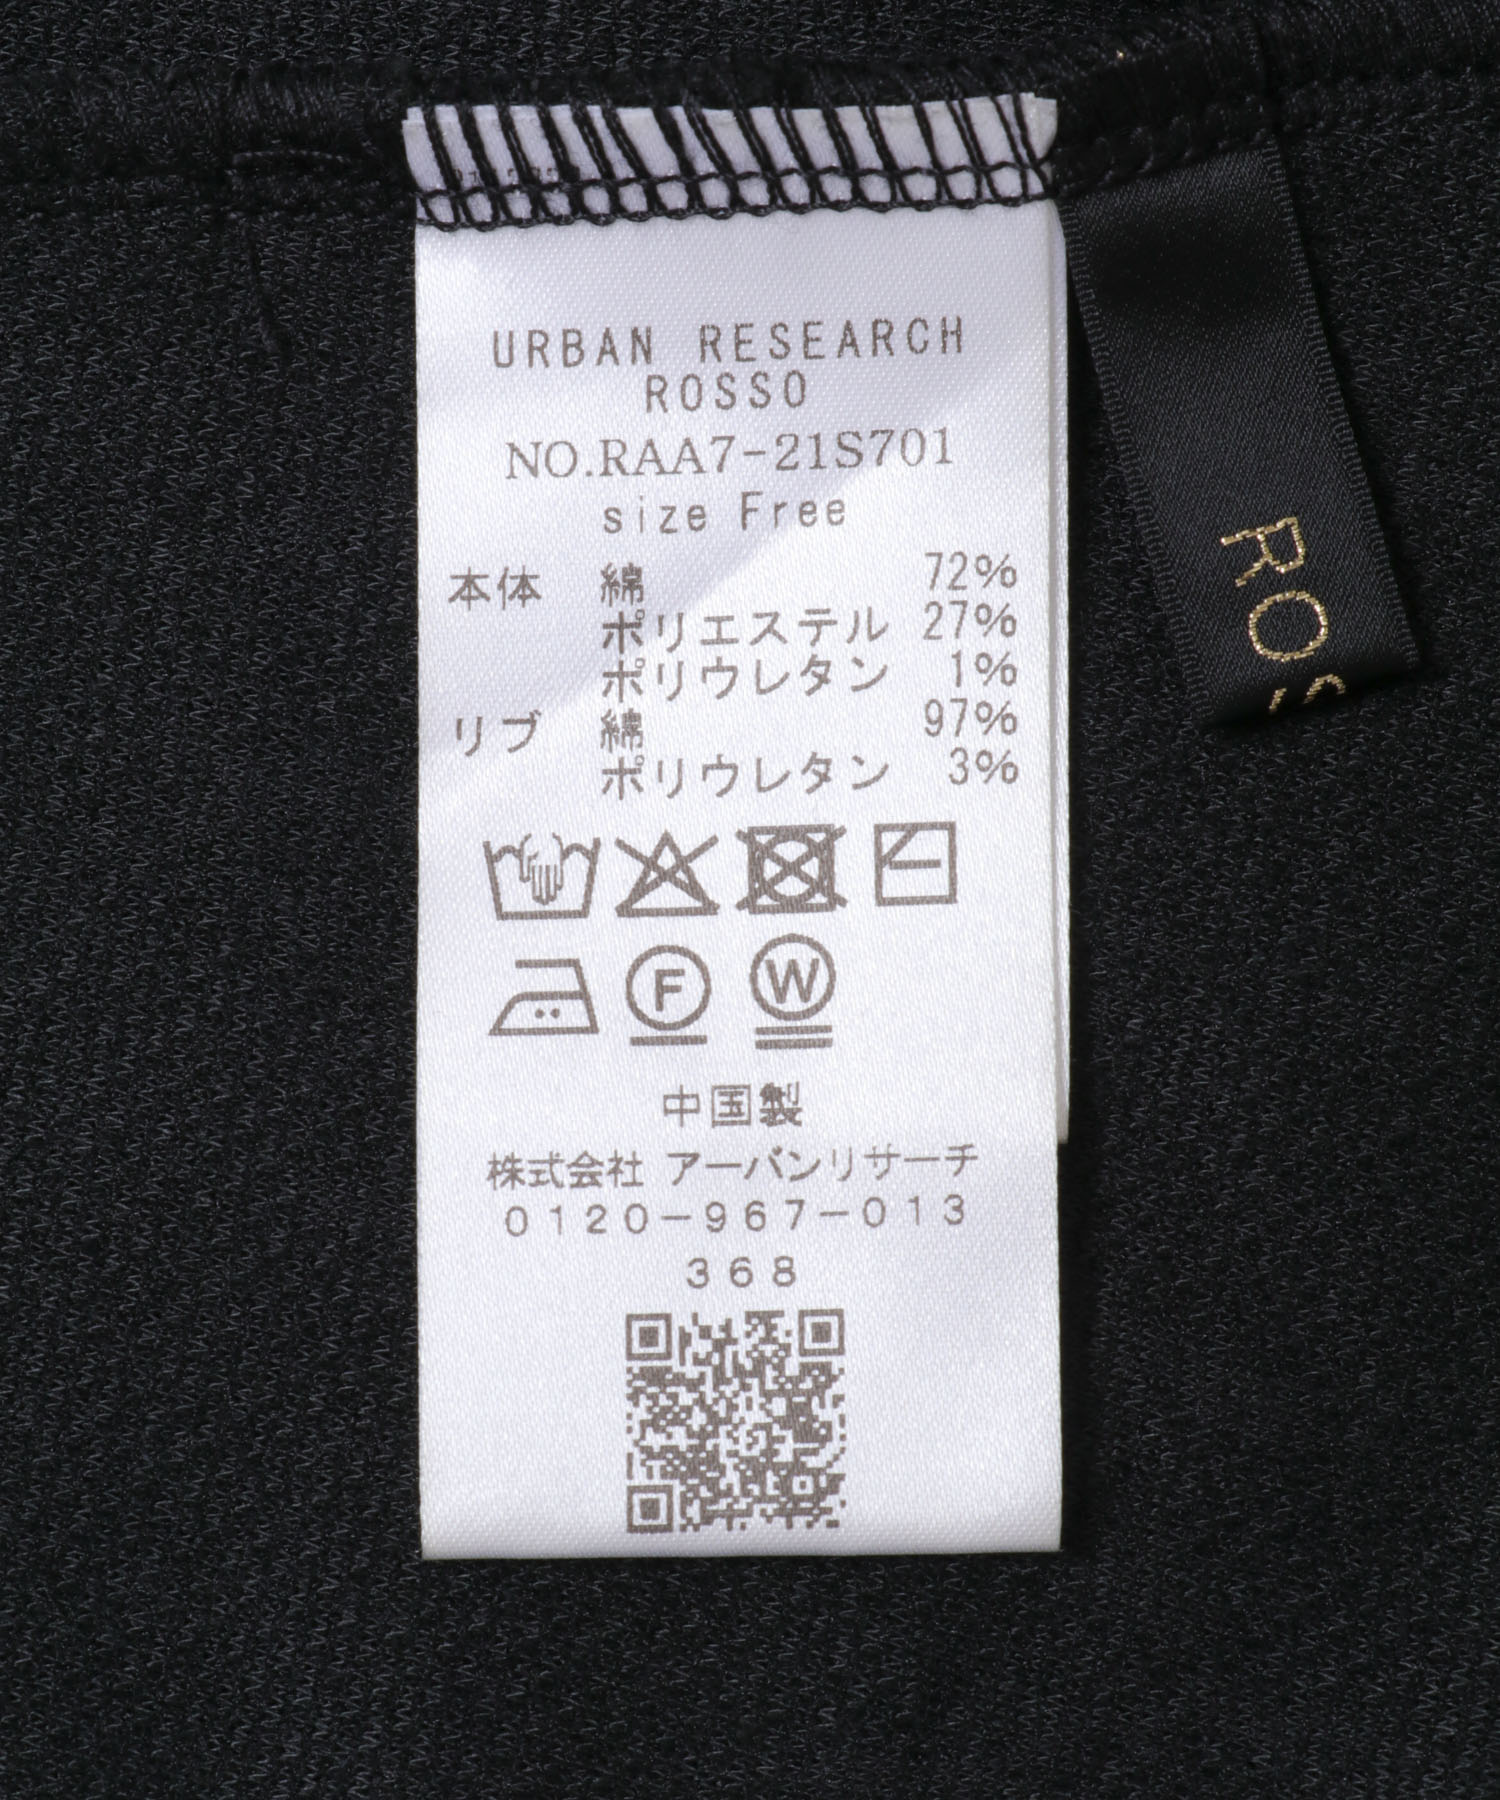 URBAN RESEARCH
ROSSO
NO.RAA7-21S701
size Free
本体 綿 72%
ポリエステル 27%
ポリウレタン 1%
リブ 綿 97%
ポリウレタン 3%
F W
中国製
株式会社 アーバンリサーチ
0120-967-013
368
ROS